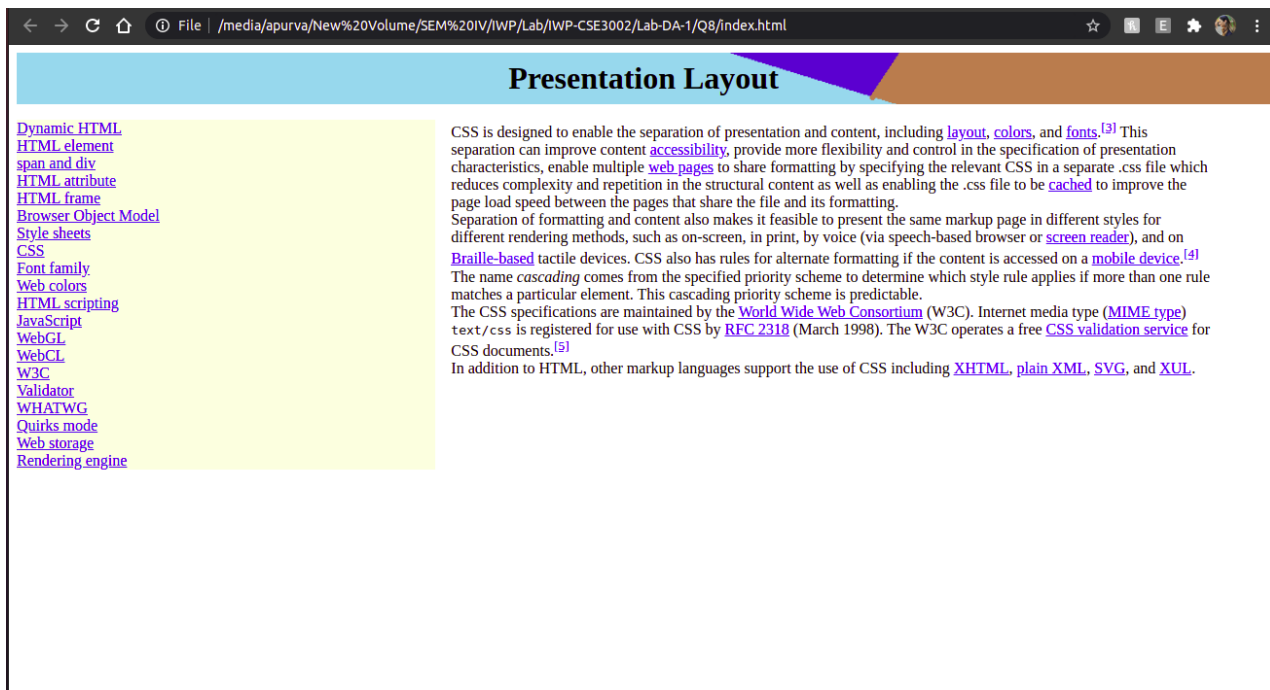 File | /media/apurva/New%20Volume/SEM%20IV/IWP/Lab/IWP-CSE3002/Lab-DA-1/Q8/index.html
E
Presentation Layout
Dynamic HTML
HTML element
span and div
HTML attribute
HTML frame
Browser Object Model
Style sheets
CSS
Font family
Web colors
HTML scripting
JavaScript
WebGL
WebCL
W3C
Validator
WHATWG
Quirks mode
Web storage
Rendering engine
CSS is designed to enable the separation of presentation and content, including layout, colors, and fonts.[3] This
separation can improve content accessibility, provide more flexibility and control in the specification of presentation
characteristics, enable multiple web pages to share formatting by specifying the relevant CSS in a separate .css file which
reduces complexity and repetition in the structural content as well as enabling the .css file to be cached to improve the
page load speed between the pages that share the file and its formatting.
Separation of formatting and content also makes it feasible to present the same markup page in different styles for
different rendering methods, such as on-screen, in print, by voice (via speech-based browser or screen reader), and on
Braille-based tactile devices. CSS also has rules for alternate formatting if the content is accessed on a mobile device.[4]
The name cascading comes from the specified priority scheme to determine which style rule applies if more than one rule
matches a particular element. This cascading priority scheme is predictable.
The CSS specifications are maintained by the World Wide Web Consortium (W3C). Internet media type (MIME type)
text/css is registered for use with CSS by RFC 2318 (March 1998). The W3C operates a free CSS validation service for
CSS documents.[5]
In addition to HTML, other markup languages support the use of CSS including XHTML, plain XML, SVG, and XUL.